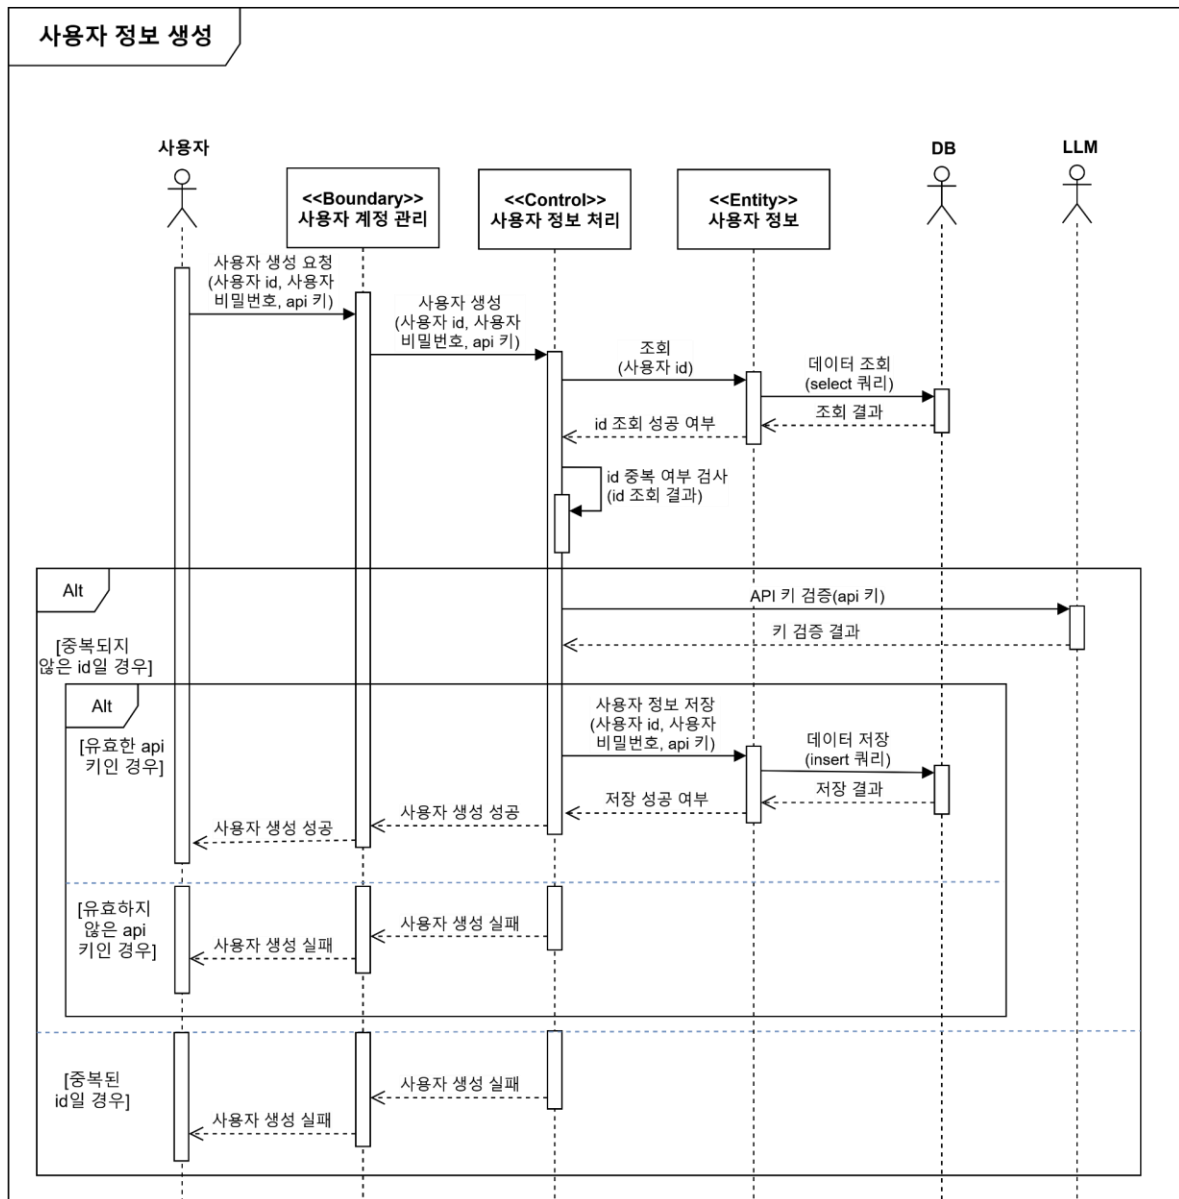 사용자 정보 생성
사용자
DB
LLM
<<Boundary>>
사용자 계정 관리
<<Control>>
사용자 정보 처리
<<Entity>>
사용자 정보
사용자 생성 요청
(사용자 id, 사용자
비밀번호, api 키)
사용자 생성
(사용자 id, 사용자
비밀번호, api 키)
조회
(사용자 id)
데이터 조회
(select 쿼리)
조회 결과
id 조회 성공 여부
id 중복 여부 검사
(id 조회 결과)
Alt
[중복되지
않은 id일 경우]
API 키 검증(api 키)
키 검증 결과
Alt
[유효한 api
키인 경우]
사용자 정보 저장
(사용자 id, 사용자
비밀번호, api 키)
데이터 저장
(insert 쿼리)
저장 결과
저장 성공 여부
사용자 생성 성공
사용자 생성 성공
[유효하지
않은 api
키인 경우]
사용자 생성 실패
사용자 생성 실패
[중복된
id일 경우]
사용자 생성 실패
사용자 생성 실패